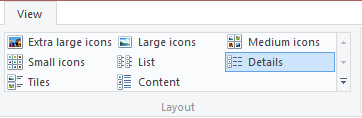 View
Extra large icons Large icons Medium icons
Small icons List Details
Tiles Content
Layout